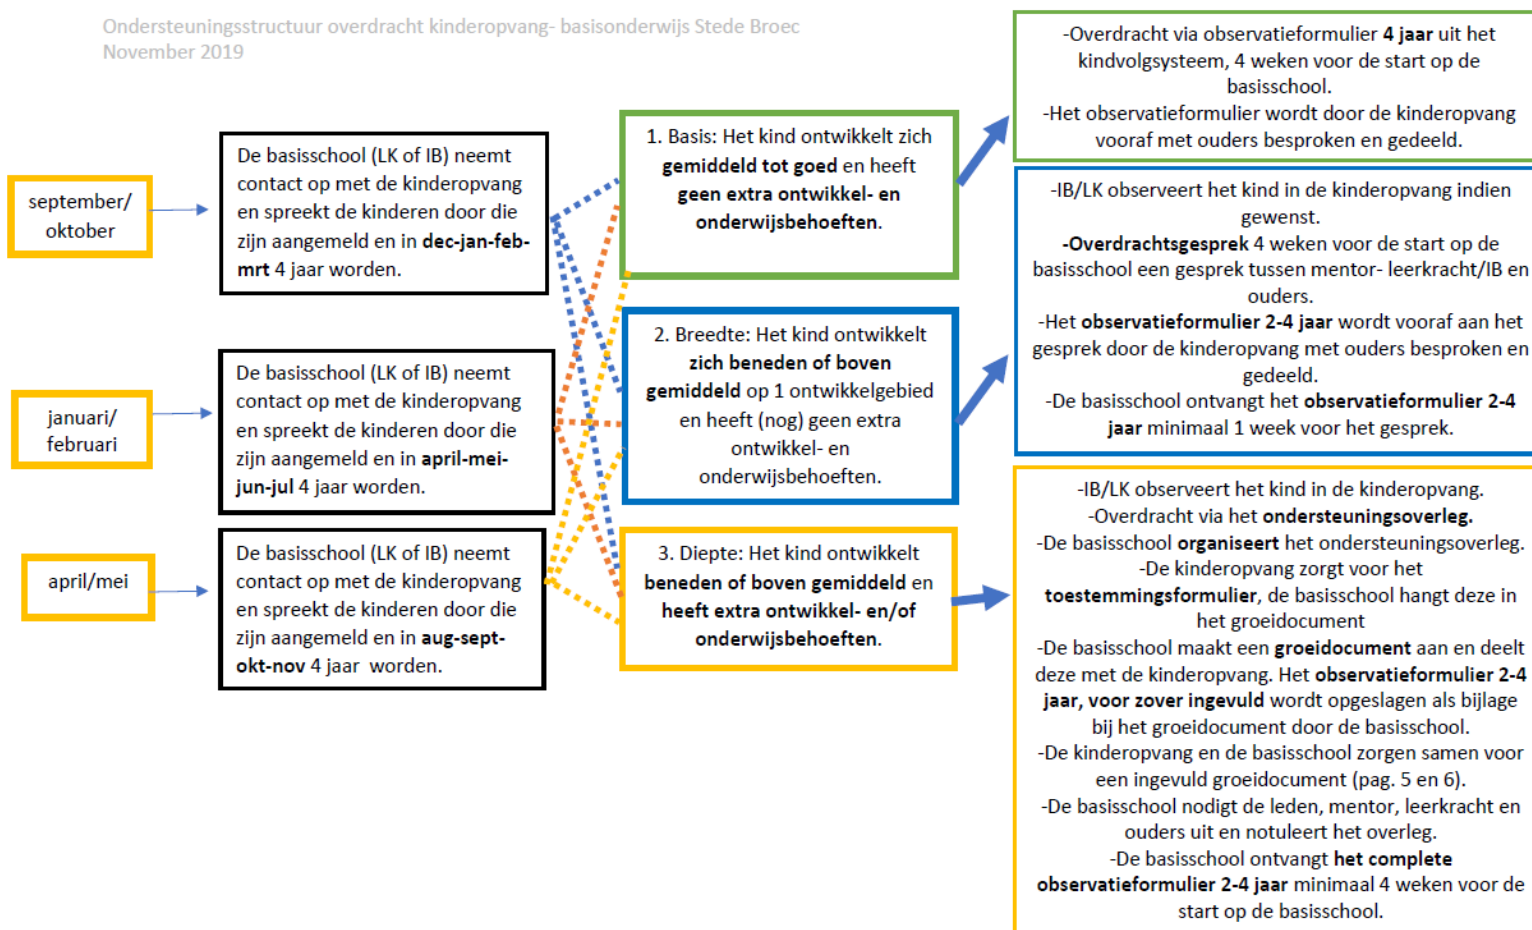 Ondersteuningsstructuur overdracht kinderopvang- basisonderwijs Stede Broec
November 2019
september/
oktober
De basisschool (LK of IB) neemt
contact op met de kinderopvang
en spreekt de kinderen door die
zijn aangemeld en in dec-jan-feb-
mrt 4 jaar worden.
januari/
februari
De basisschool (LK of IB) neemt
contact op met de kinderopvang
en spreekt de kinderen door die
zijn aangemeld en in april-mei-
jun-jul 4 jaar worden.
april/mei
De basisschool (LK of IB) neemt
contact op met de kinderopvang
en spreekt de kinderen door die
zijn aangemeld en in aug-sept-
okt-nov 4 jaar worden.
1. Basis: Het kind ontwikkelt zich
gemiddeld tot goed en heeft
geen extra ontwikkel- en
onderwijsbehoeften.
2. Breedte: Het kind ontwikkelt
zich beneden of boven
gemiddeld op 1 ontwikkelgebied
en heeft (nog) geen extra
ontwikkel- en
onderwijsbehoeften.
3. Diepte: Het kind ontwikkelt
beneden of boven gemiddeld en
heeft extra ontwikkel- en/of
onderwijsbehoeften.
-Overdracht via observatieformulier 4 jaar uit het
kindvolgsysteem, 4 weken voor de start op de
basisschool.
-Het observatieformulier wordt door de kinderopvang
vooraf met ouders besproken en gedeeld.
-IB/LK observeert het kind in de kinderopvang indien
gewenst.
-Overdrachtsgesprek 4 weken voor de start op de
basisschool een gesprek tussen mentor- leerkracht/IB en
ouders.
-Het observatieformulier 2-4 jaar wordt vooraf aan het
gesprek door de kinderopvang met ouders besproken en
gedeeld.
-De basisschool ontvangt het observatieformulier 2-4
jaar minimaal 1 week voor het gesprek.
-IB/LK observeert het kind in de kinderopvang.
-Overdracht via het ondersteuningsoverleg.
-De basisschool organiseert het ondersteuningsoverleg.
-De kinderopvang zorgt voor het
toestemmingsformulier, de basisschool hangt deze in
het groeidocument
-De basisschool maakt een groeidocument aan en deelt
deze met de kinderopvang. Het observatieformulier 2-4
jaar, voor zover ingevuld wordt opgeslagen als bijlage
bij het groeidocument door de basisschool.
-De kinderopvang en de basisschool zorgen samen voor
een ingevuld groeidocument (pag. 5 en 6).
-De basisschool nodigt de leden, mentor, leerkracht en
ouders uit en notuleert het overleg.
-De basisschool ontvangt het complete
observatieformulier 2-4 jaar minimaal 4 weken voor de
start op de basisschool.